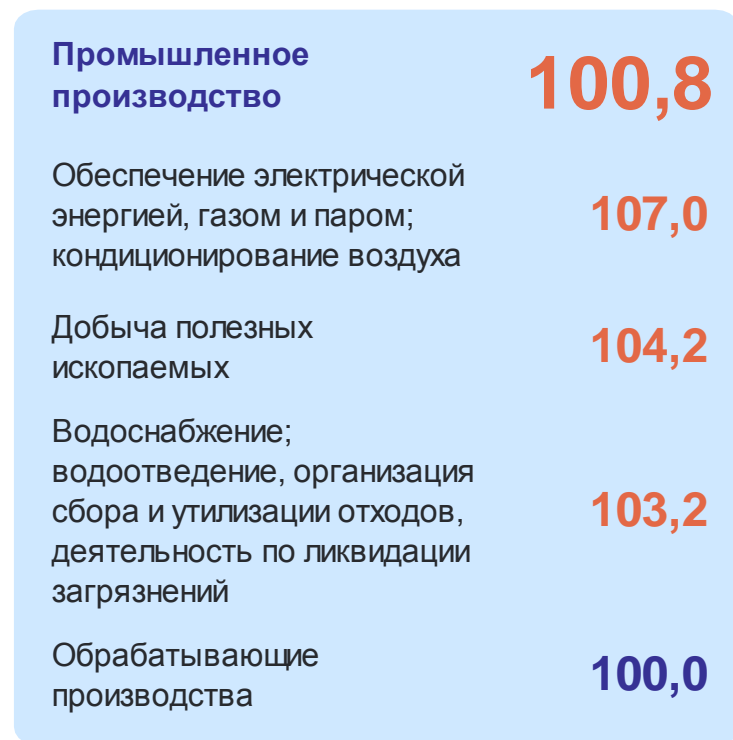 Промышленное
производство
100,8
Обеспечение электрической
энергией, газом и паром;
кондиционирование воздуха
107,0
Добыча полезных
ископаемых
104,2
Водоснабжение;
водоотведение, организация
сбора и утилизации отходов,
деятельность по ликвидации
загрязнений
103,2
Обрабатывающие
производства
100,0